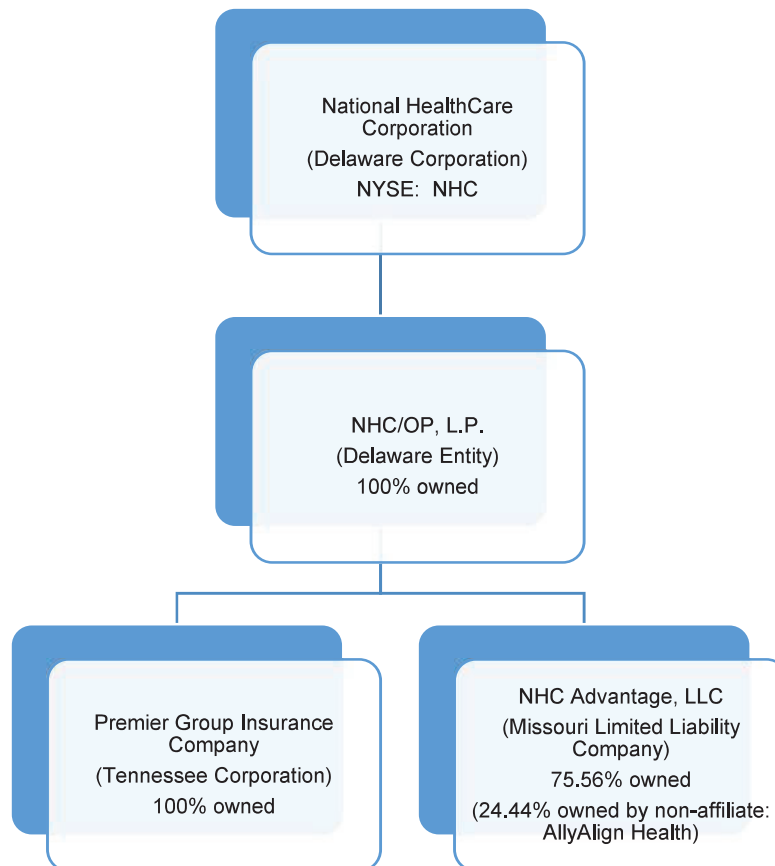 National HealthCare
Corporation
(Delaware Corporation)
NYSE:  NHC
NHC/OP, L.P.
(Delaware Entity)
100% owned
Premier Group Insurance
Company
(Tennessee Corporation)
100% owned
NHC Advantage, LLC
(Missouri Limited Liability
Company)
75.56% owned
(24.44% owned by non-affiliate:
AllyAlign Health)